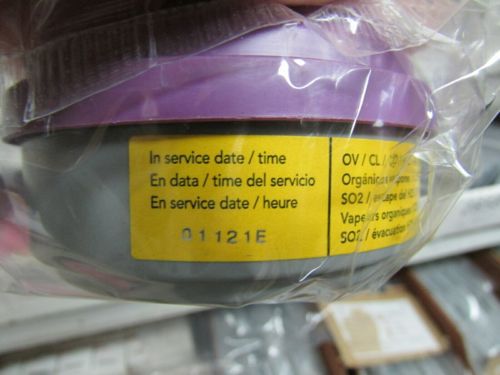 In service date / time
En data / time del servicio
En service date / heure
01121E
OV / CL /
Orgánico
SO2 /
Vapeurs organiques
SO2 / évacuation